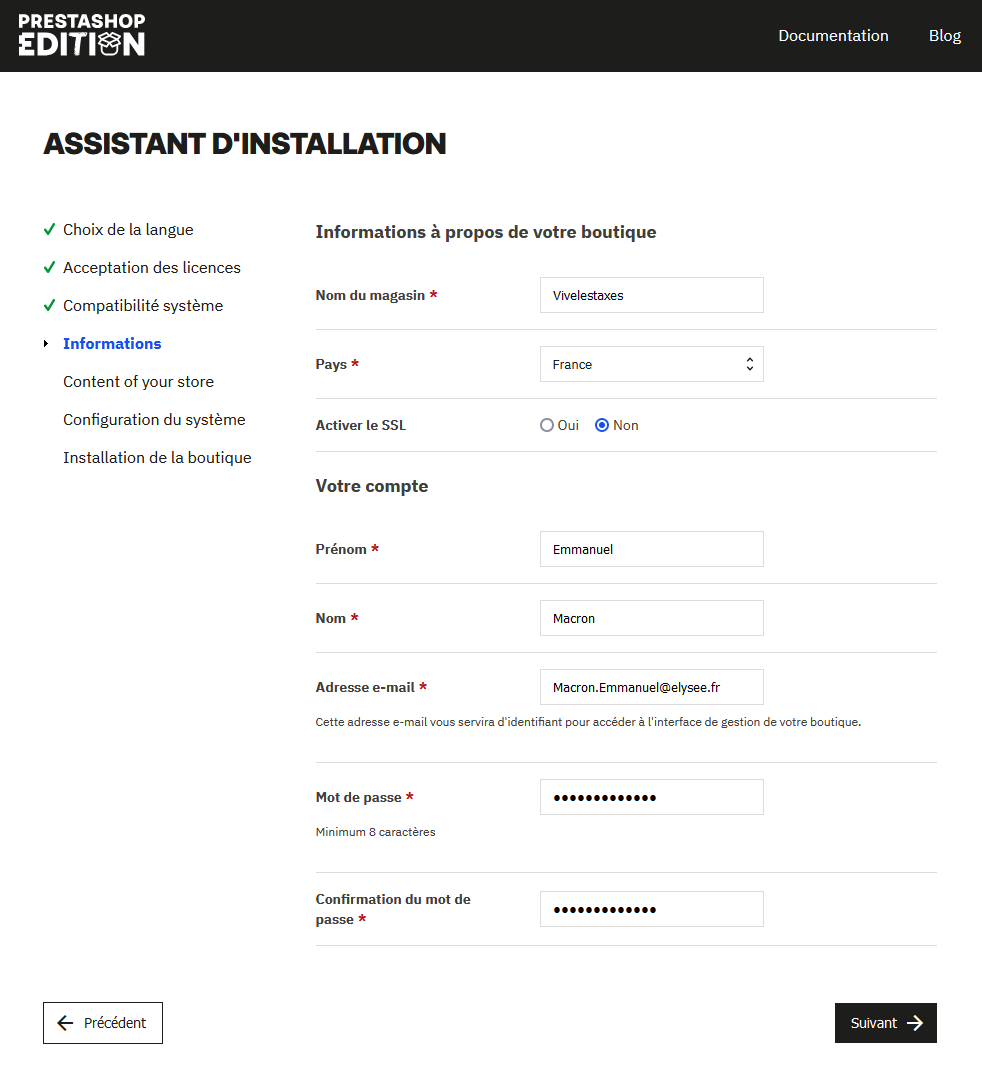 PRESTASHOP
EDITION
Documentation
Blog
ASSISTANT D'INSTALLATION
Choix de la langue
Acceptation des licences
Compatibilité système
Informations
Content of your store
Configuration du système
Installation de la boutique
Informations à propos de votre boutique
Nom du magasin *
Vivelestaxes
Pays *
France
Activer le SSL
Oui
Non
Votre compte
Prénom *
Emmanuel
Nom *
Macron
Adresse e-mail *
Macron.Emmanuel@elysee.fr
Cette adresse e-mail vous servira d'identifiant pour accéder à l'interface de gestion de votre boutique.
Mot de passe *
•••••••••••••
Minimum 8 caractères
Confirmation du mot de
passe *
•••••••••••••
Précédent
Suivant